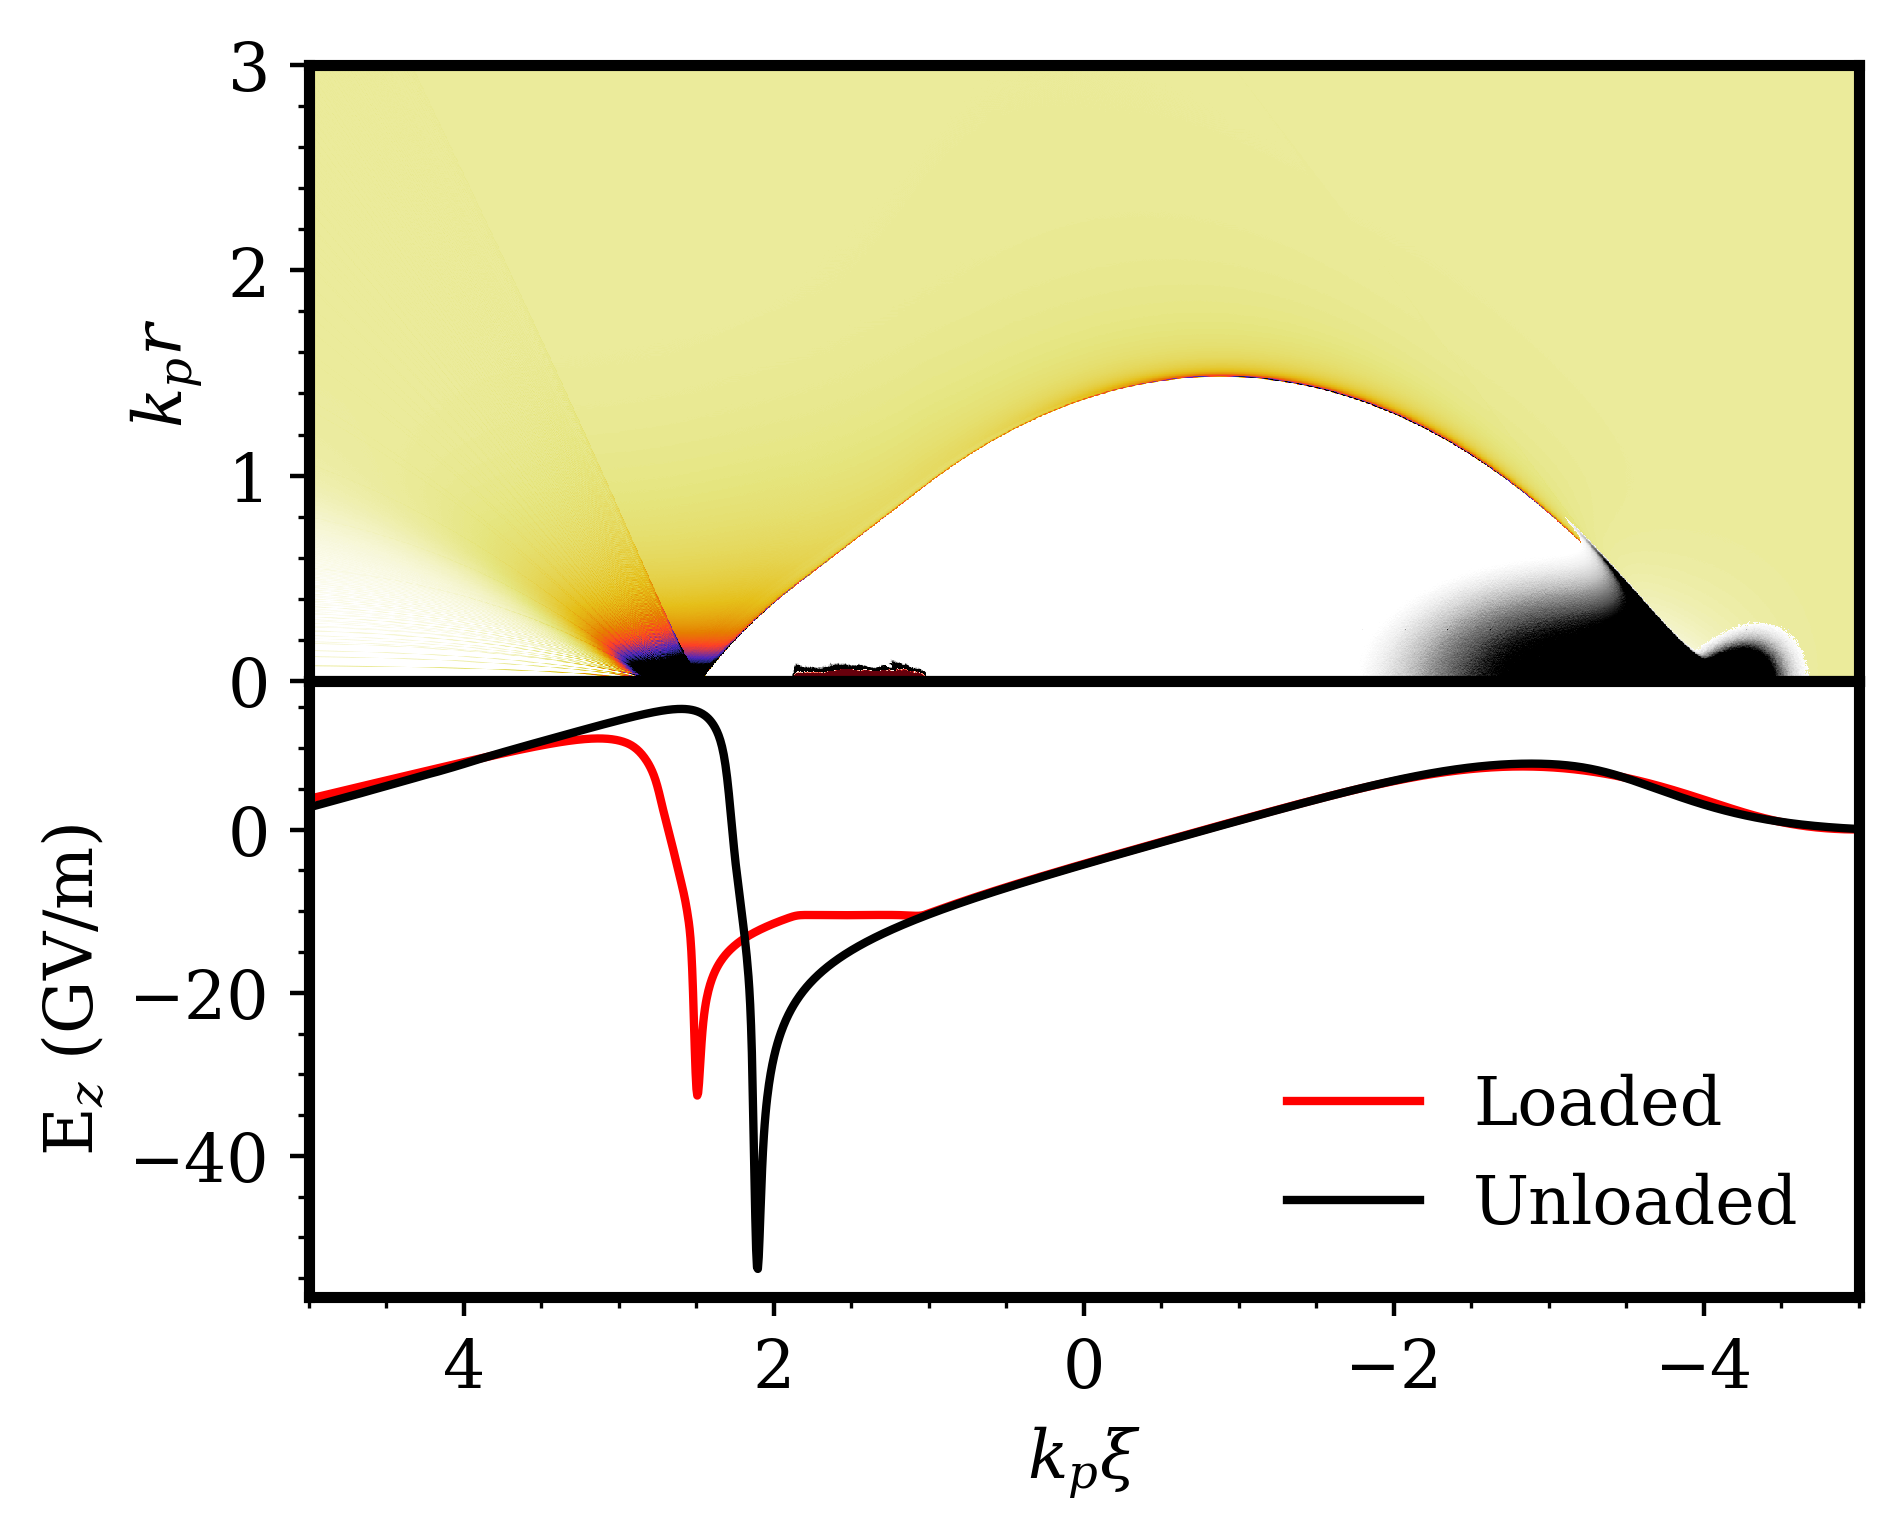 3
2
1
0
k_p r
0
−20
−40
E_z (GV/m)
Loaded
Unloaded
4 2 0 −2 −4
k_p ξ